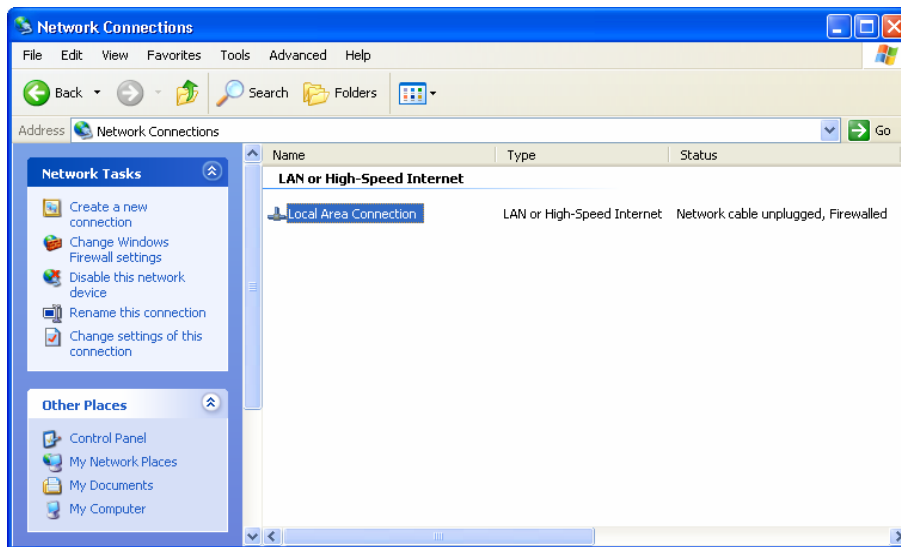 Network Connections
File Edit View Favorites Tools Advanced Help
Back Search Folders
Address Network Connections Go
Network Tasks
Create a new
connection
Change Windows
Firewall settings
Disable this network
device
Rename this connection
Change settings of this
connection
Other Places
Control Panel
My Network Places
My Documents
My Computer
Name Type Status
LAN or High-Speed Internet
Local Area Connection LAN or High-Speed Internet Network cable unplugged, Firewalled